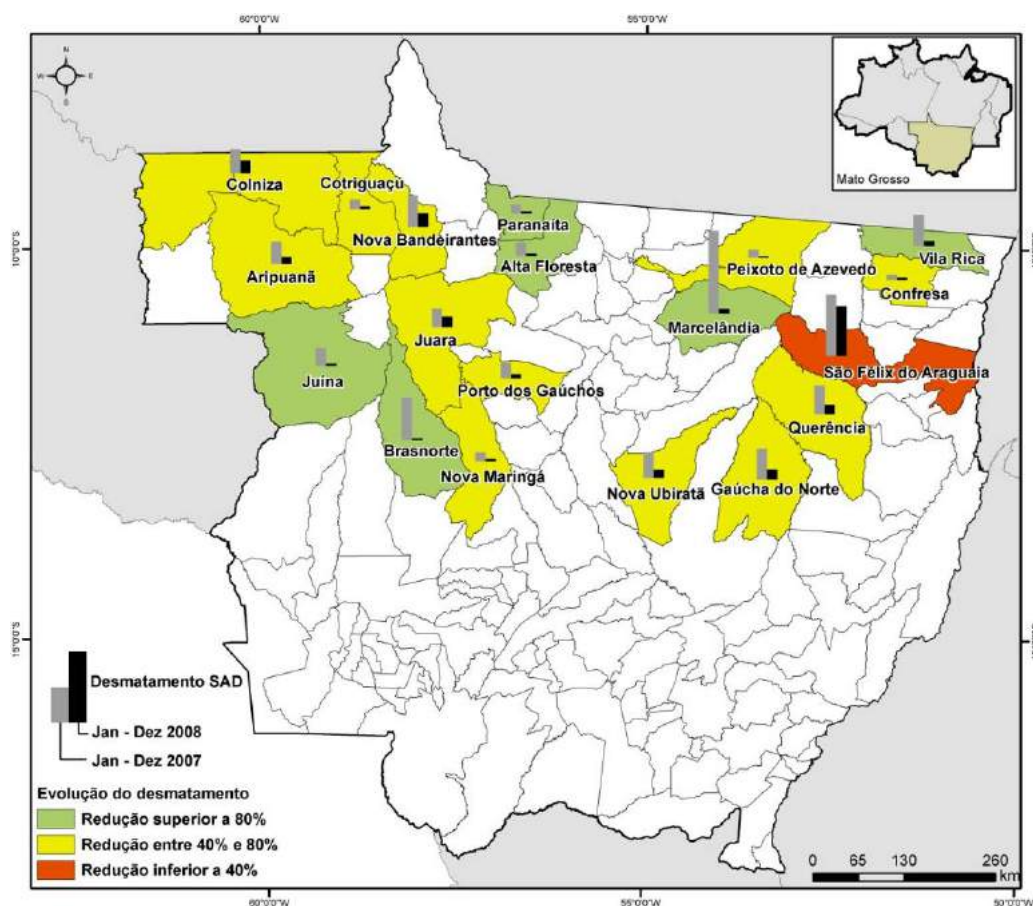 60°0'0"W
55°0'0"W
N
W
E
S
Mato Grosso
Colniza
Cotriguaçú
Nova Bandeirantes
Aripuanã
Paranaíta
Alta Floresta
Peixoto de Azevedo
Vila Rica
Confresa
10°0'0"S
Marcelândia
Juara
São Félix do Araguaia
Juína
Porto dos Gaúchos
Querência
Brasnorte
Nova Maringá
Nova Ubiratã
Gaúcha do Norte
15°0'0"S
Desmatamento SAD
Jan - Dez 2008
Jan - Dez 2007
Evolução do desmatamento
Redução superior a 80%
Redução entre 40% e 80%
Redução inferior a 40%
0 65 130 260
km
60°0'0"W
55°0'0"W
50°0'0"W